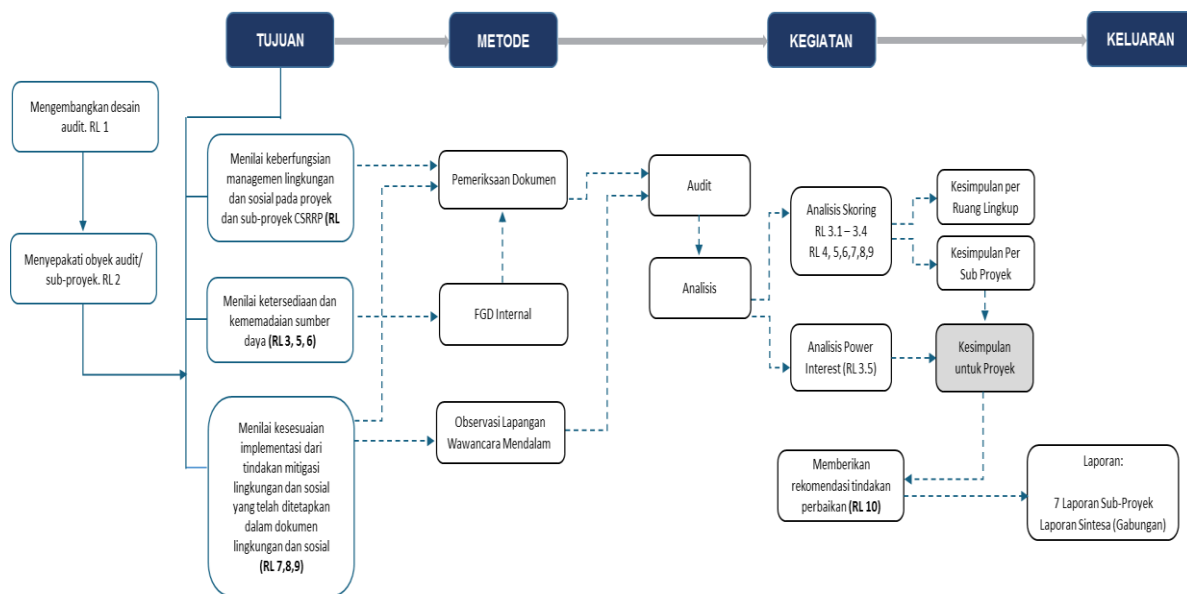 TUJUAN
METODE
KEGIATAN
KELUARAN
Mengembangkan desain
audit. RL 1
Menyepakati obyek audit/
sub-proyek. RL 2
Menilai keberfungsian
managemen lingkungan
dan sosial pada proyek
dan sub-proyek CSRRP (RL
Menilai ketersediaan dan
kememadaian sumber
daya (RL 3, 5, 6)
Menilai kesesuaian
implementasi dari
tindakan mitigasi
lingkungan dan sosial
yang telah ditetapkan
dalam dokumen
lingkungan dan sosial
(RL 7,8,9)
Pemeriksaan Dokumen
FGD Internal
Observasi Lapangan
Wawancara Mendalam
Audit
Analisis
Analisis Skoring
RL 3.1 – 3.4
RL 4, 5,6,7,8,9
Analisis Power
Interest (RL 3.5)
Kesimpulan per
Ruang Lingkup
Kesimpulan Per
Sub Proyek
Kesimpulan
untuk Proyek
Memberikan
rekomendasi tindakan
perbaikan (RL 10)
Laporan:
7 Laporan Sub-Proyek
Laporan Sintesa (Gabungan)